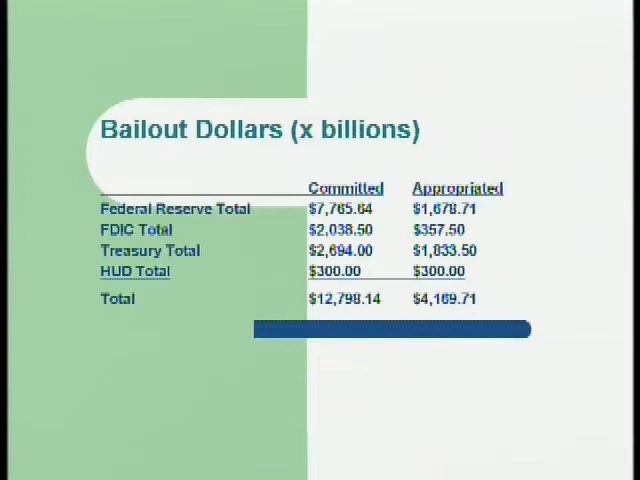 Bailout Dollars (x billions)
Committed Appropriated
Federal Reserve Total $7,765.64 $1,678.71
FDIC Total $2,038.50 $357.50
Treasury Total $2,694.00 $1,833.50
HUD Total $300.00 $300.00
Total $12,798.14 $4,169.71